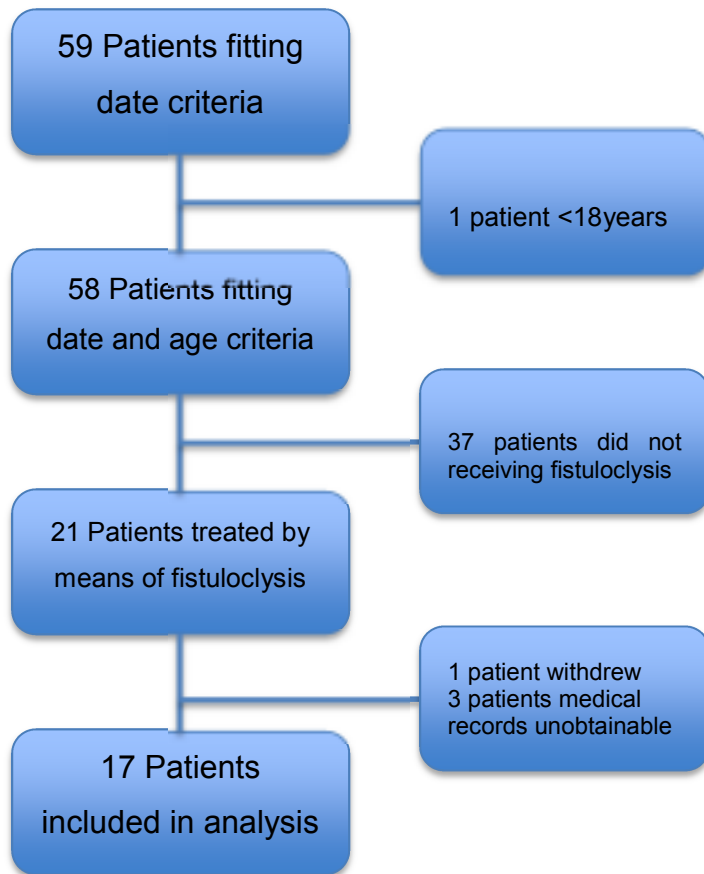 59 Patients fitting
date criteria
1 patient <18years
58 Patients fitting
date and age criteria
37 patients did not
receiving fistuloclysis
21 Patients treated by
means of fistuloclysis
1 patient withdrew
3 patients medical
records unobtainable
17 Patients
included in analysis